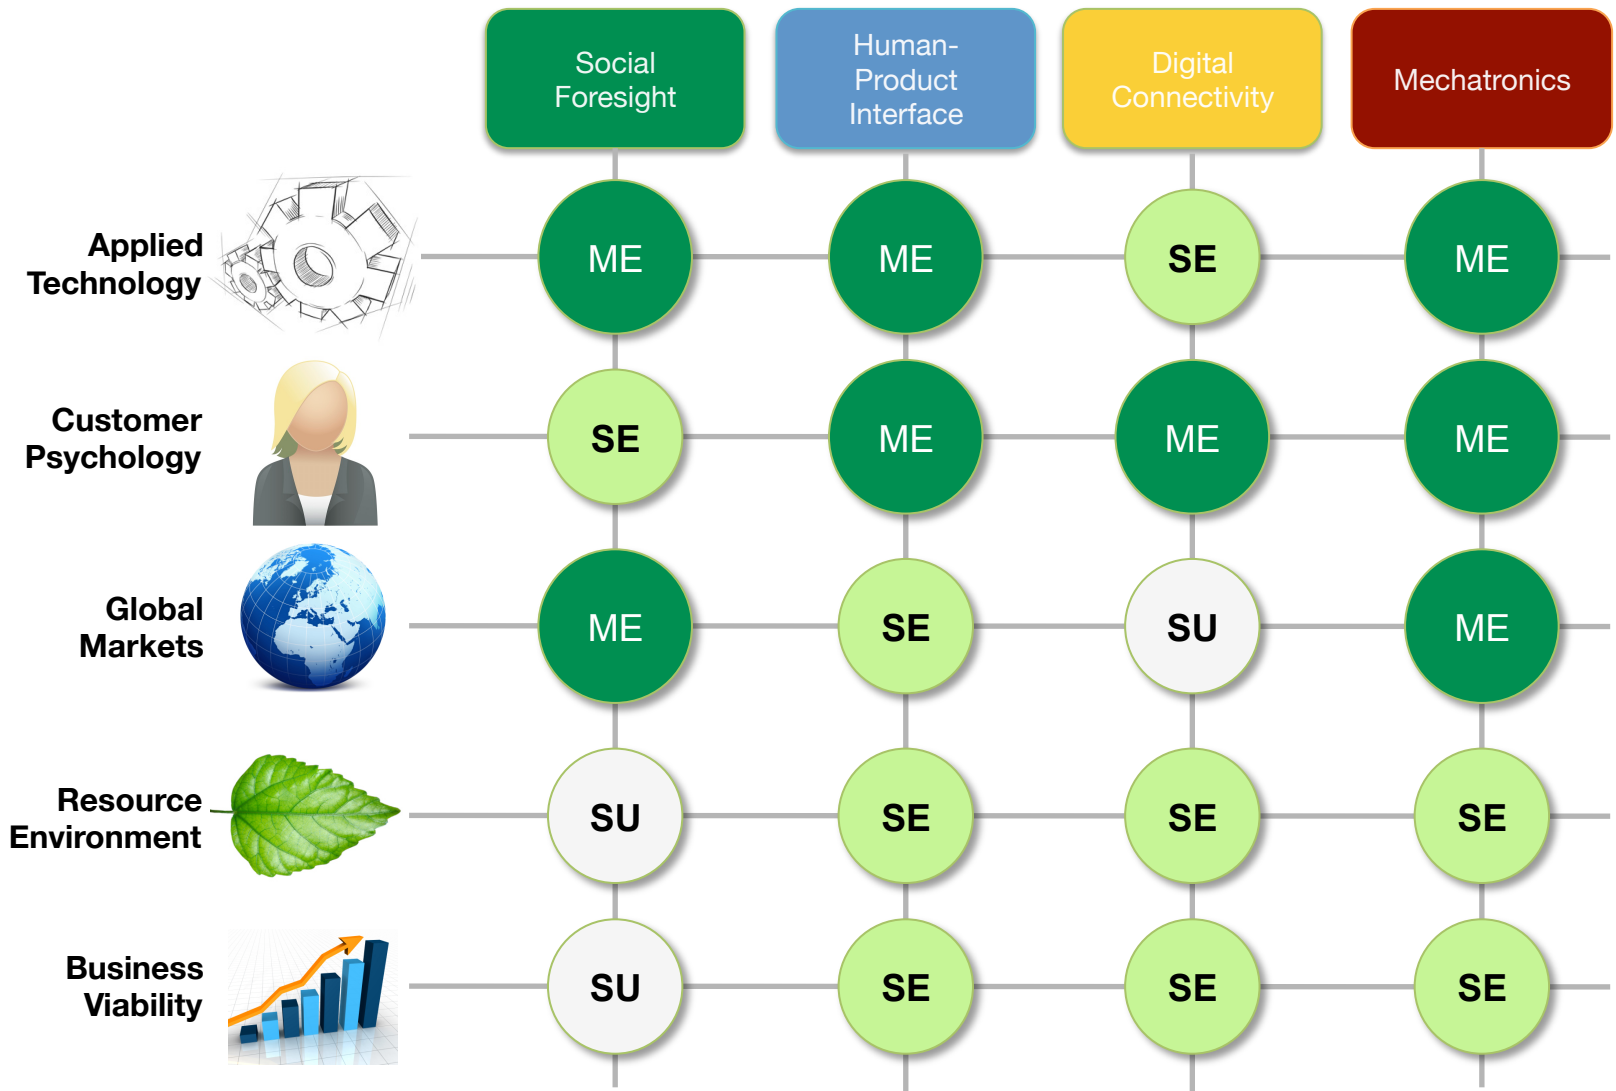 Social
Foresight
Human-
Product
Interface
Digital
Connectivity
Mechatronics
Applied
Technology
ME
ME
SE
ME
Customer
Psychology
SE
ME
ME
ME
Global
Markets
ME
SE
SU
ME
Resource
Environment
SU
SE
SE
SE
Business
Viability
SU
SE
SE
SE